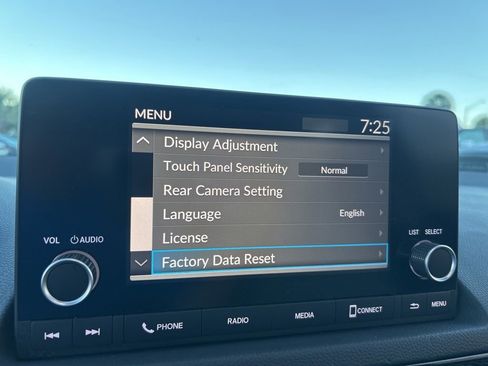 MENU
7:25
Display Adjustment
Touch Panel Sensitivity Normal
Rear Camera Setting
Language English
License
Factory Data Reset
VOL AUDIO
LIST SELECT
PHONE RADIO MEDIA CONNECT MENU